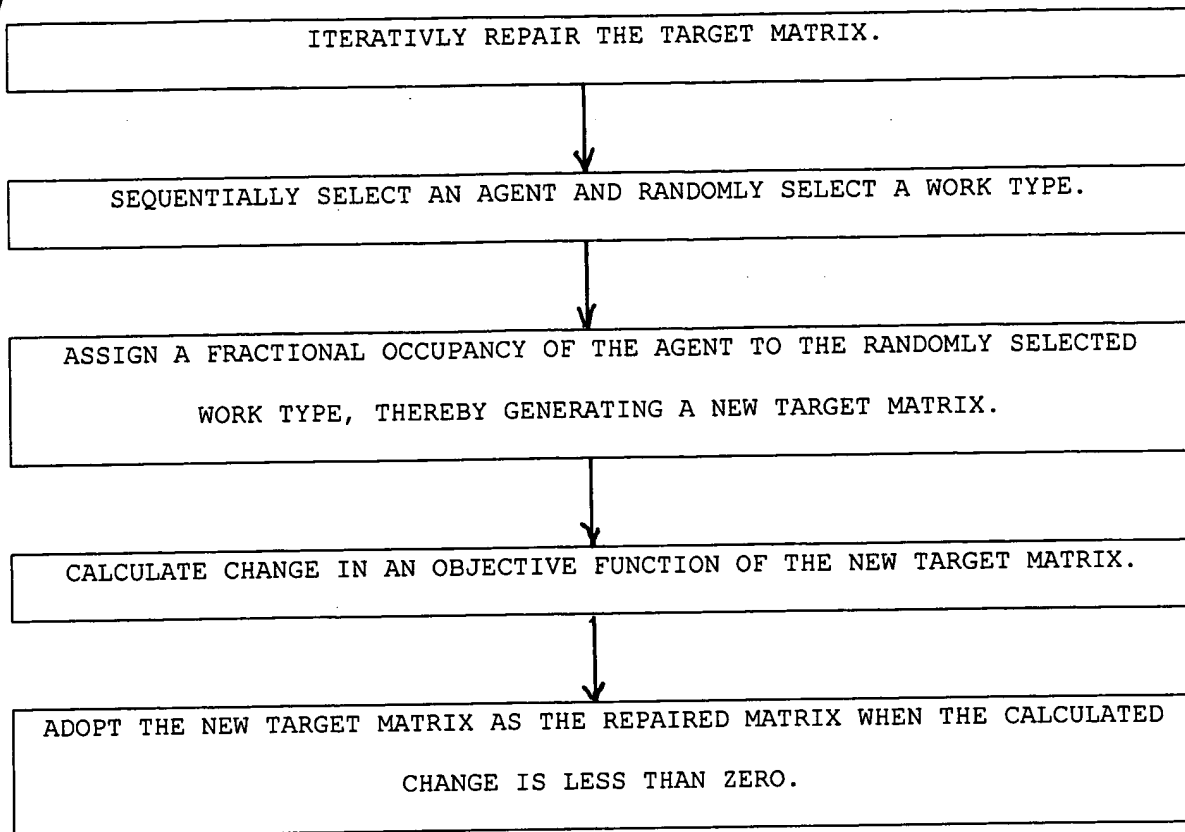 ITERATIVLY REPAIR THE TARGET MATRIX.
SEQUENTIALLY SELECT AN AGENT AND RANDOMLY SELECT A WORK TYPE.
ASSIGN A FRACTIONAL OCCUPANCY OF THE AGENT TO THE RANDOMLY SELECTED
WORK TYPE, THEREBY GENERATING A NEW TARGET MATRIX.
CALCULATE CHANGE IN AN OBJECTIVE FUNCTION OF THE NEW TARGET MATRIX.
ADOPT THE NEW TARGET MATRIX AS THE REPAIRED MATRIX WHEN THE CALCULATED
CHANGE IS LESS THAN ZERO.